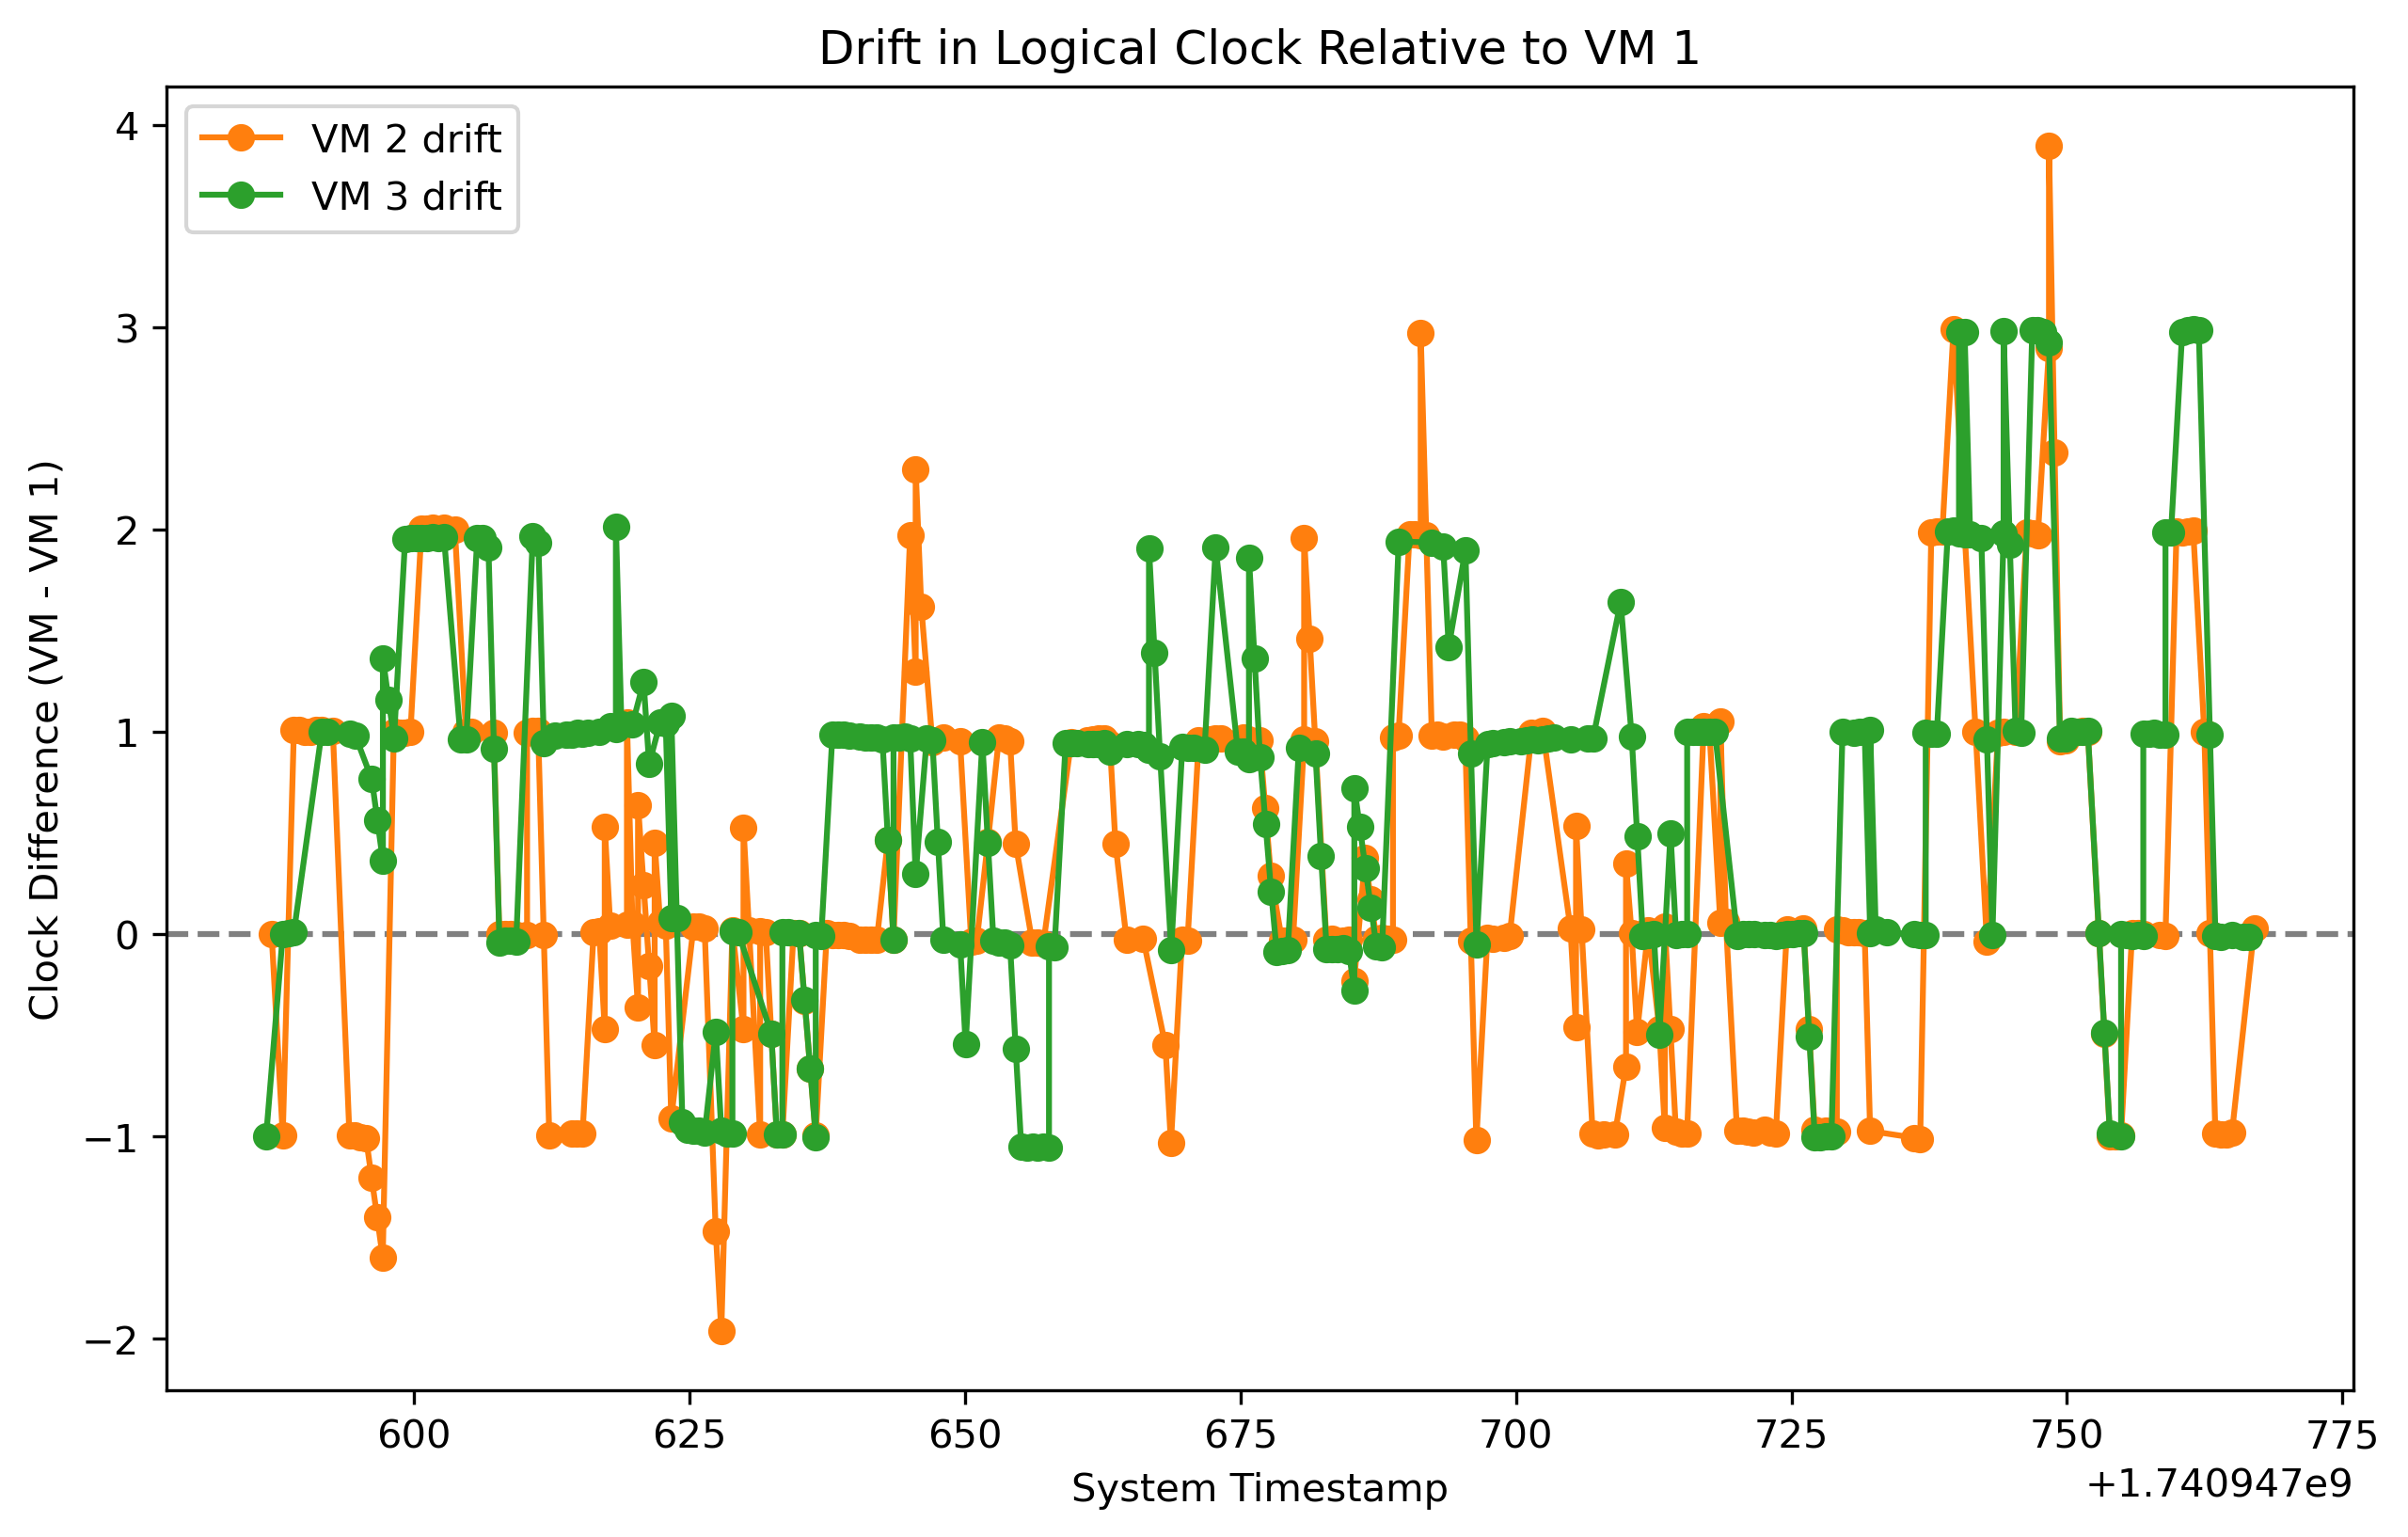 Drift in Logical Clock Relative to VM 1
VM 2 drift
VM 3 drift
Clock Difference (VM - VM 1)
4
3
2
1
0
−1
−2
600 625 650 675 700 725 750 775
System Timestamp
+1.740947e9